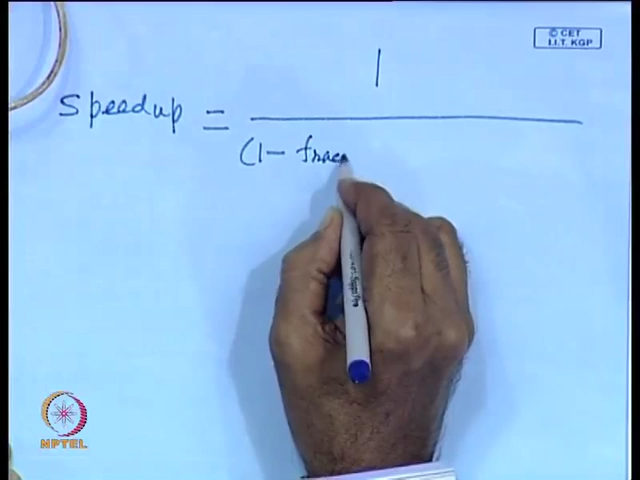 © CET
I.I.T. KGP
1
Speedup =
(1- frac
NPTEL